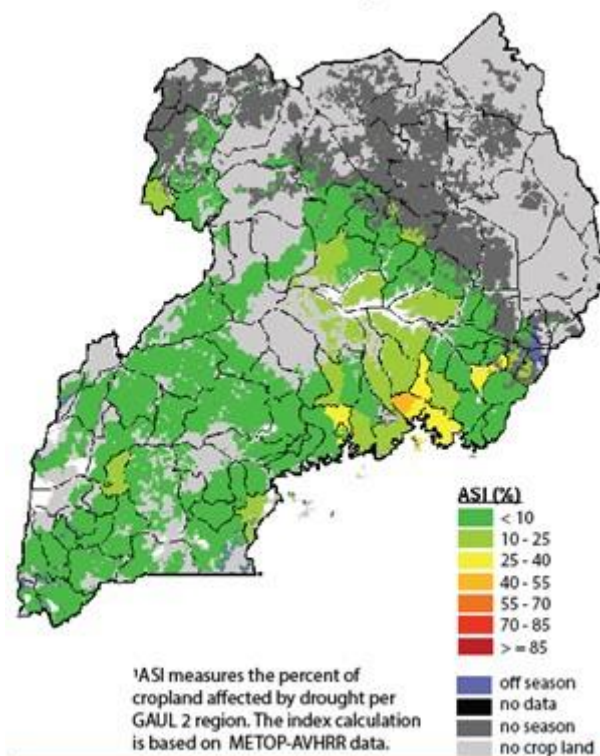 ASI (%)
< 10
10 - 25
25 - 40
40 - 55
55 - 70
70 - 85
> = 85
off season
no data
no season
no crop land
¹ASI measures the percent of
cropland affected by drought per
GAUL 2 region. The index calculation
is based on METOP-AVHRR data.